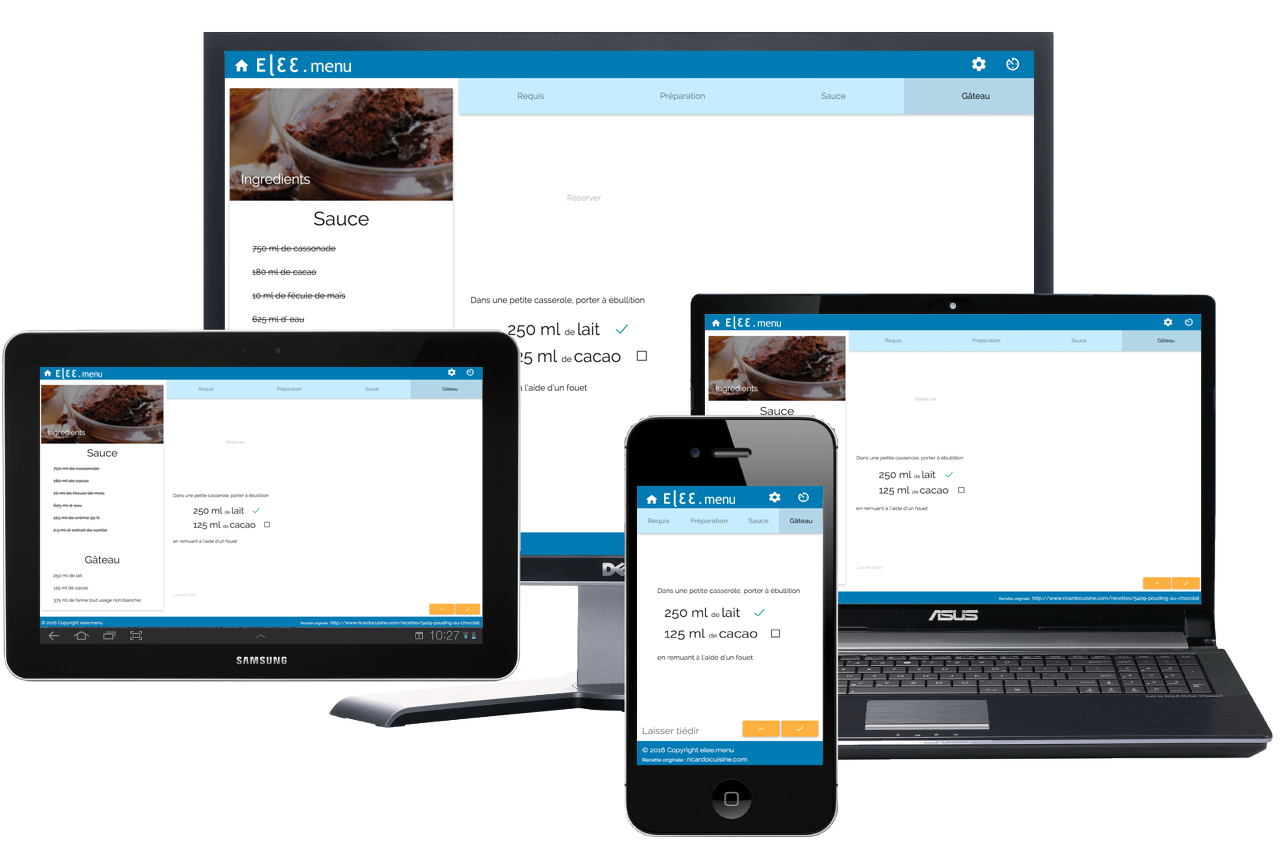 Elee.menu
Requis Préparation Sauce Gâteau
Ingredients
Sauce
750 ml de cassonade
180 ml de cacao
10 ml de fécule de maïs
625 ml d' eau
Réserver
Dans une petite casserole, porter à ébullition
250 ml de lait
25 ml de cacao
l'aide d'un fouet
Elee.menu
Requis Préparation Sauce Gâteau
Ingredients
Sauce
750 ml de cassonade
180 ml de cacao
10 ml de fécule de maïs
625 ml d' eau
125 ml de crème 35 %
2.5 ml d' extrait de vanille
Gâteau
250 ml de lait
125 ml de cacao
375 ml de farine tout usage non blanchie
Réserver
Dans une petite casserole, porter à ébullition
250 ml de lait
125 ml de cacao
en remuant à l'aide d'un fouet
Laisser tiédir
© 2016 Copyright elee.menu
Recette originale : http://www.ricardocuisine.com/recettes/5409-pouding-au-chocolat
10:27
SAMSUNG
DE
Elee.menu
Requis Préparation Sauce Gâteau
Ingredients
Sauce
Réserver
Dans une petite casserole, porter à ébullition
250 ml de lait
125 ml de cacao
en remuant à l'aide d'un fouet
Laisser tiédir
Recette originale : http://www.ricardocuisine.com/recettes/5409-pouding-au-chocolat
ASUS
Elee.menu
Requis Préparation Sauce Gâteau
Dans une petite casserole, porter à ébullition
250 ml de lait
125 ml de cacao
en remuant à l'aide d'un fouet
Laisser tiédir
© 2016 Copyright elee.menu
Recette originale : ricardocuisine.com